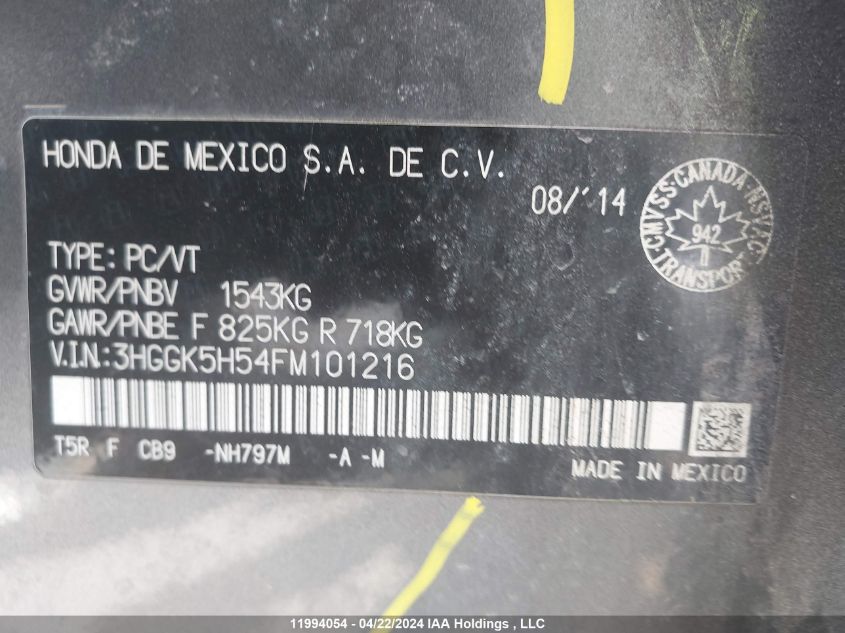 HONDA DE MEXICO S.A. DE C.V.
08/'14
CMVSS·CANADA·NSVAC
942
TRANSPORT
TYPE: PC/VT
GVWR/PNBV 1543KG
GAWR/PNBE F 825KG R 718KG
V.I.N.:3HGGK5H54FM101216
T5R F CB9 -NH797M -A -M
MADE IN MEXICO
11994054 - 04/22/2024 IAA Holdings , LLC